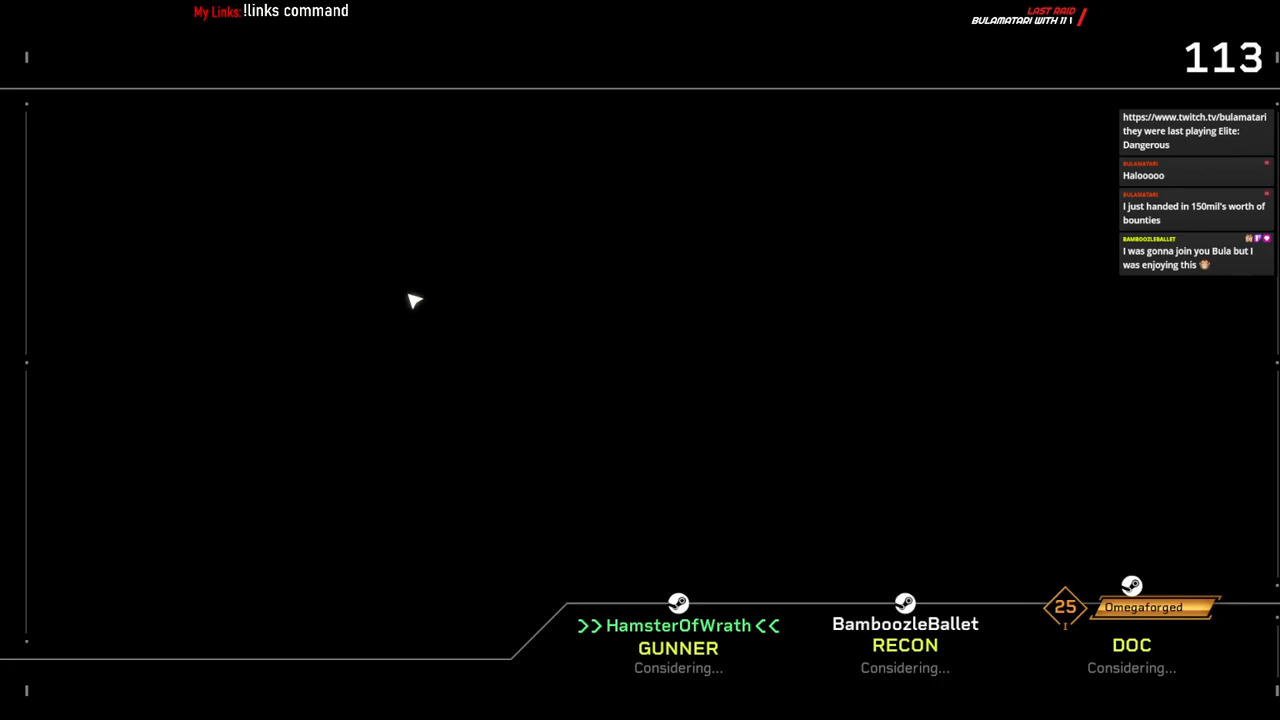 My Links: !links command
LAST RAID
BULAMATARI WITH 11
113
https://www.twitch.tv/bulamatari
they were last playing Elite:
Dangerous
BULAMATARI
Halooooo
BULAMATARI
I just handed in 150mil's worth of
bounties
BAMBOOZLEBALLET
I was gonna join you Bula but I
was enjoying this
>> HamsterOfWrath <<
GUNNER
Considering...
BamboozleBallet
RECON
Considering...
25
I
Omegaforged
DOC
Considering...